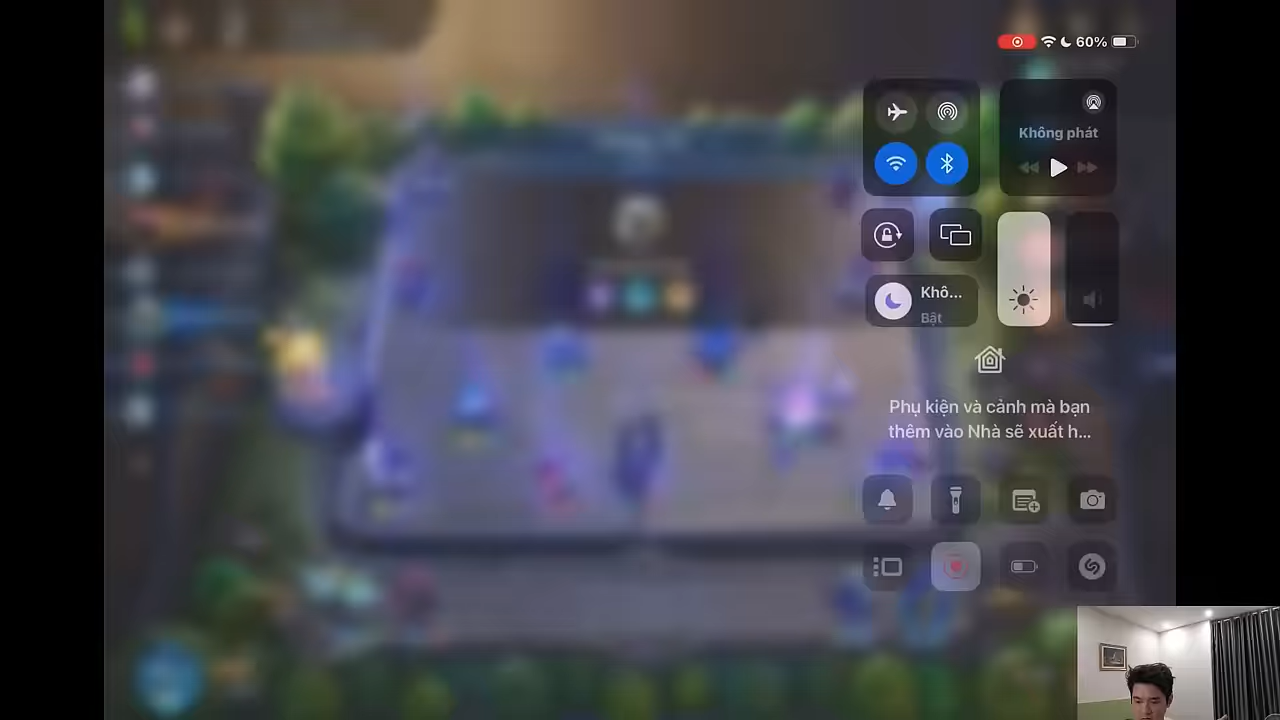 60%
Không phát
Khô...
Bật
Phụ kiện và cảnh mà bạn
thêm vào Nhà sẽ xuất h...